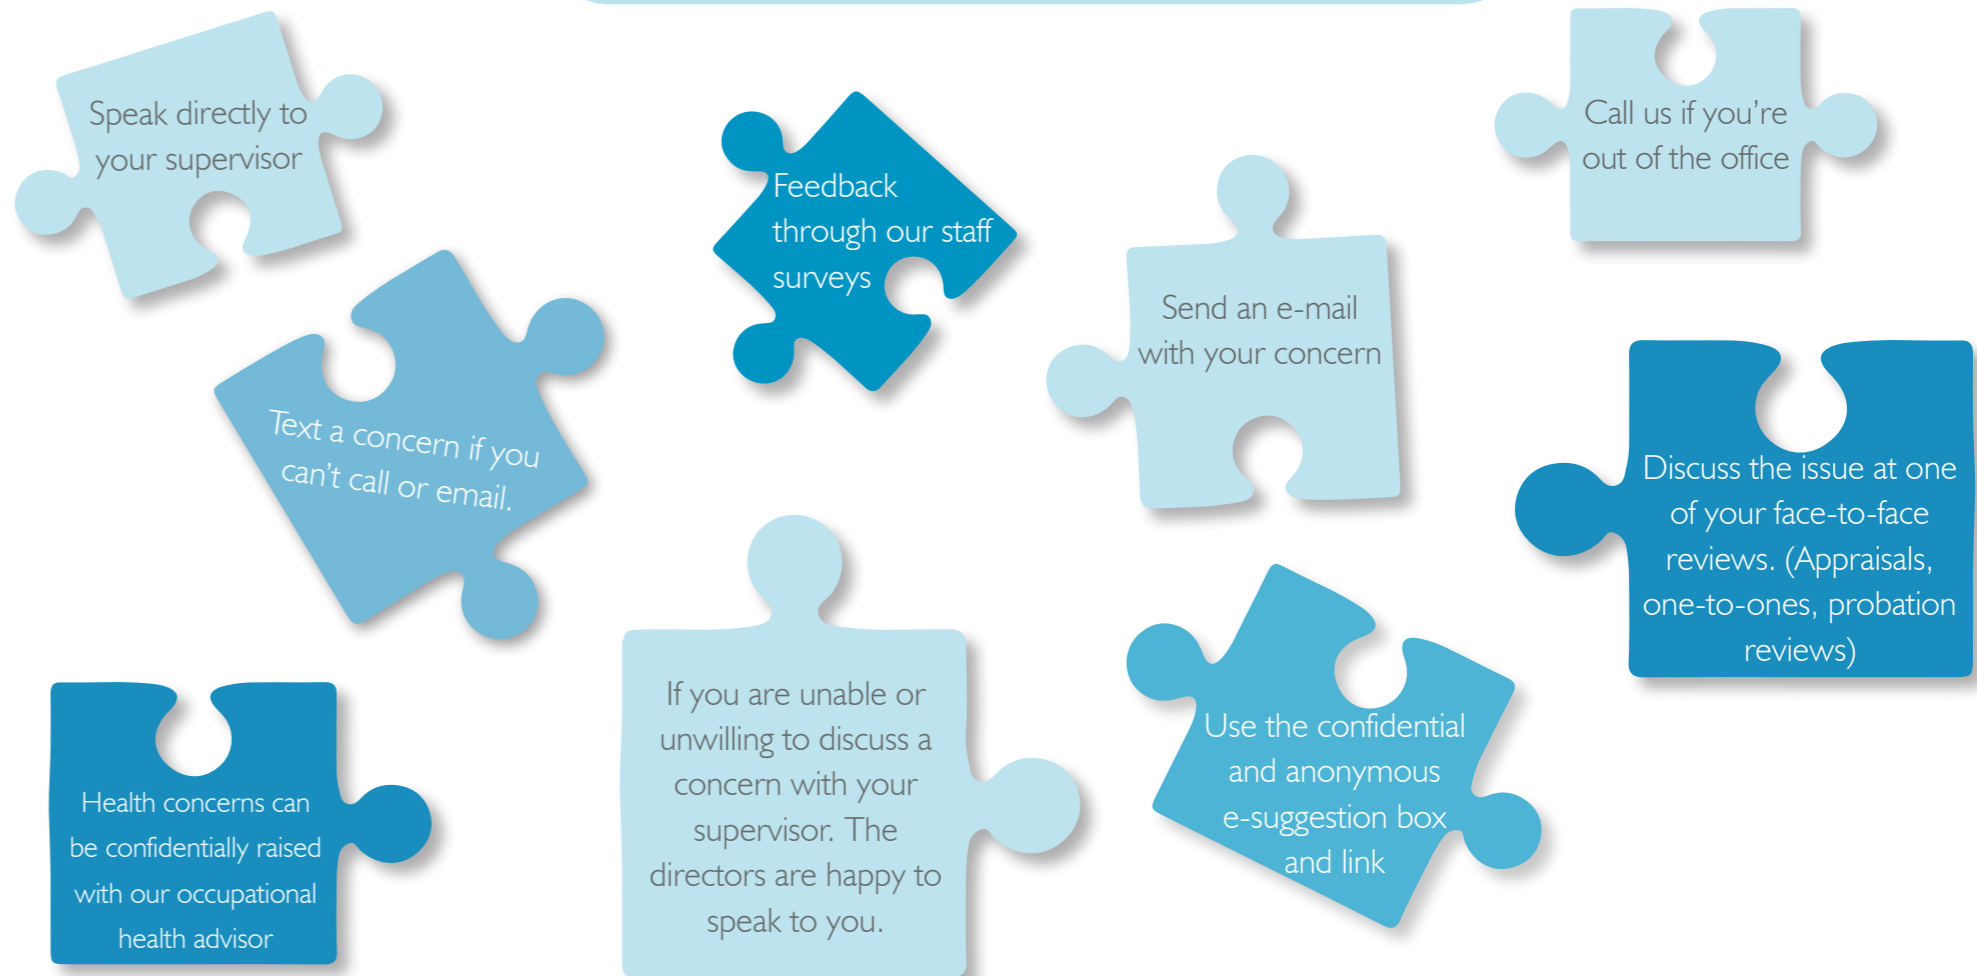 Speak directly to
your supervisor
Call us if you're
out of the office
Feedback
through our staff
surveys
Send an e-mail
with your concern
Text a concern if you
can't call or email.
Discuss the issue at one
of your face-to-face
reviews. (Appraisals,
one-to-ones, probation
reviews)
If you are unable or
unwilling to discuss a
concern with your
supervisor. The
directors are happy to
speak to you.
Use the confidential
and anonymous
e-suggestion box
and link
Health concerns can
be confidentially raised
with our occupational
health advisor